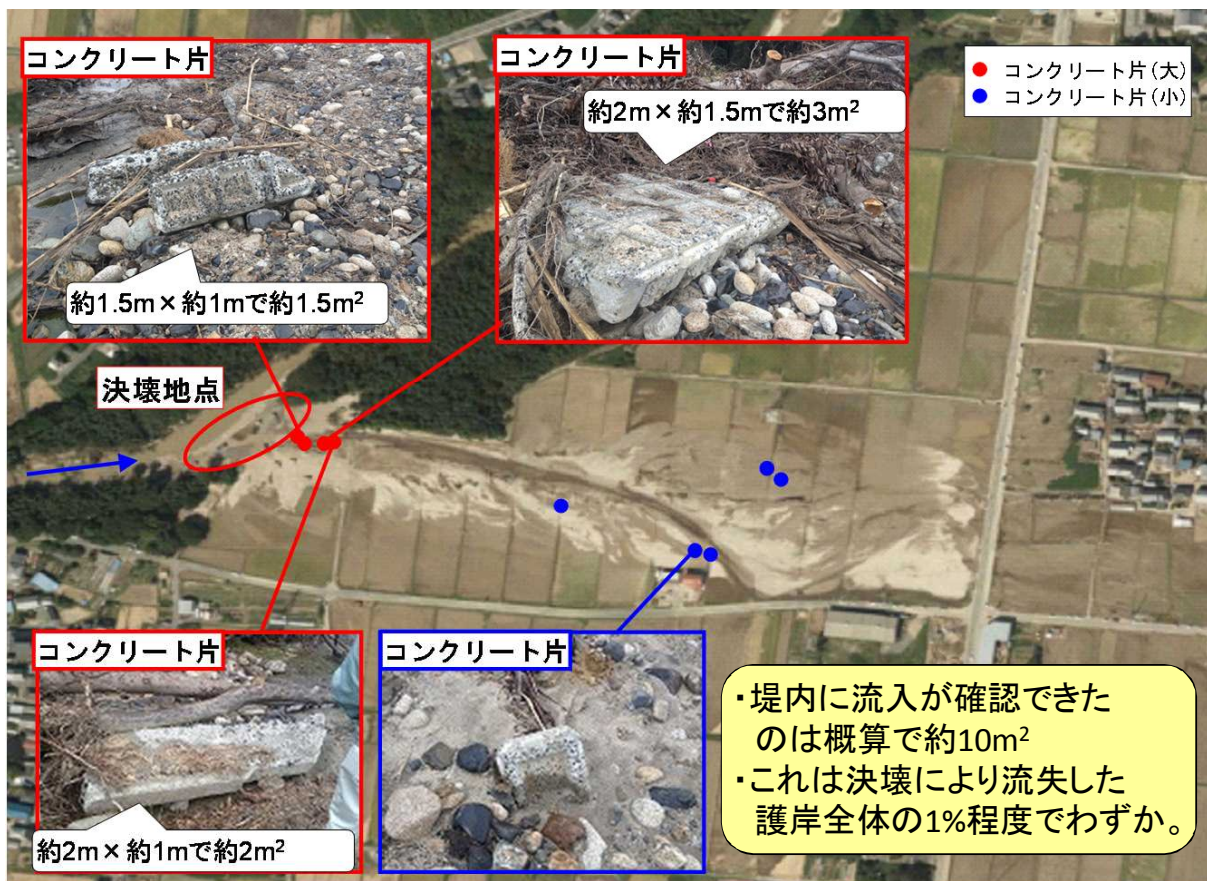 コンクリート片
約1.5m×約1mで約1.5m²
コンクリート片
約2m×約1.5mで約3m²
● コンクリート片(大)
● コンクリート片(小)
決壊地点
コンクリート片
約2m×約1mで約2m²
コンクリート片
・堤内に流入が確認できた
のは概算で約10m²
・これは決壊により流失した
護岸全体の1%程度でわずか。